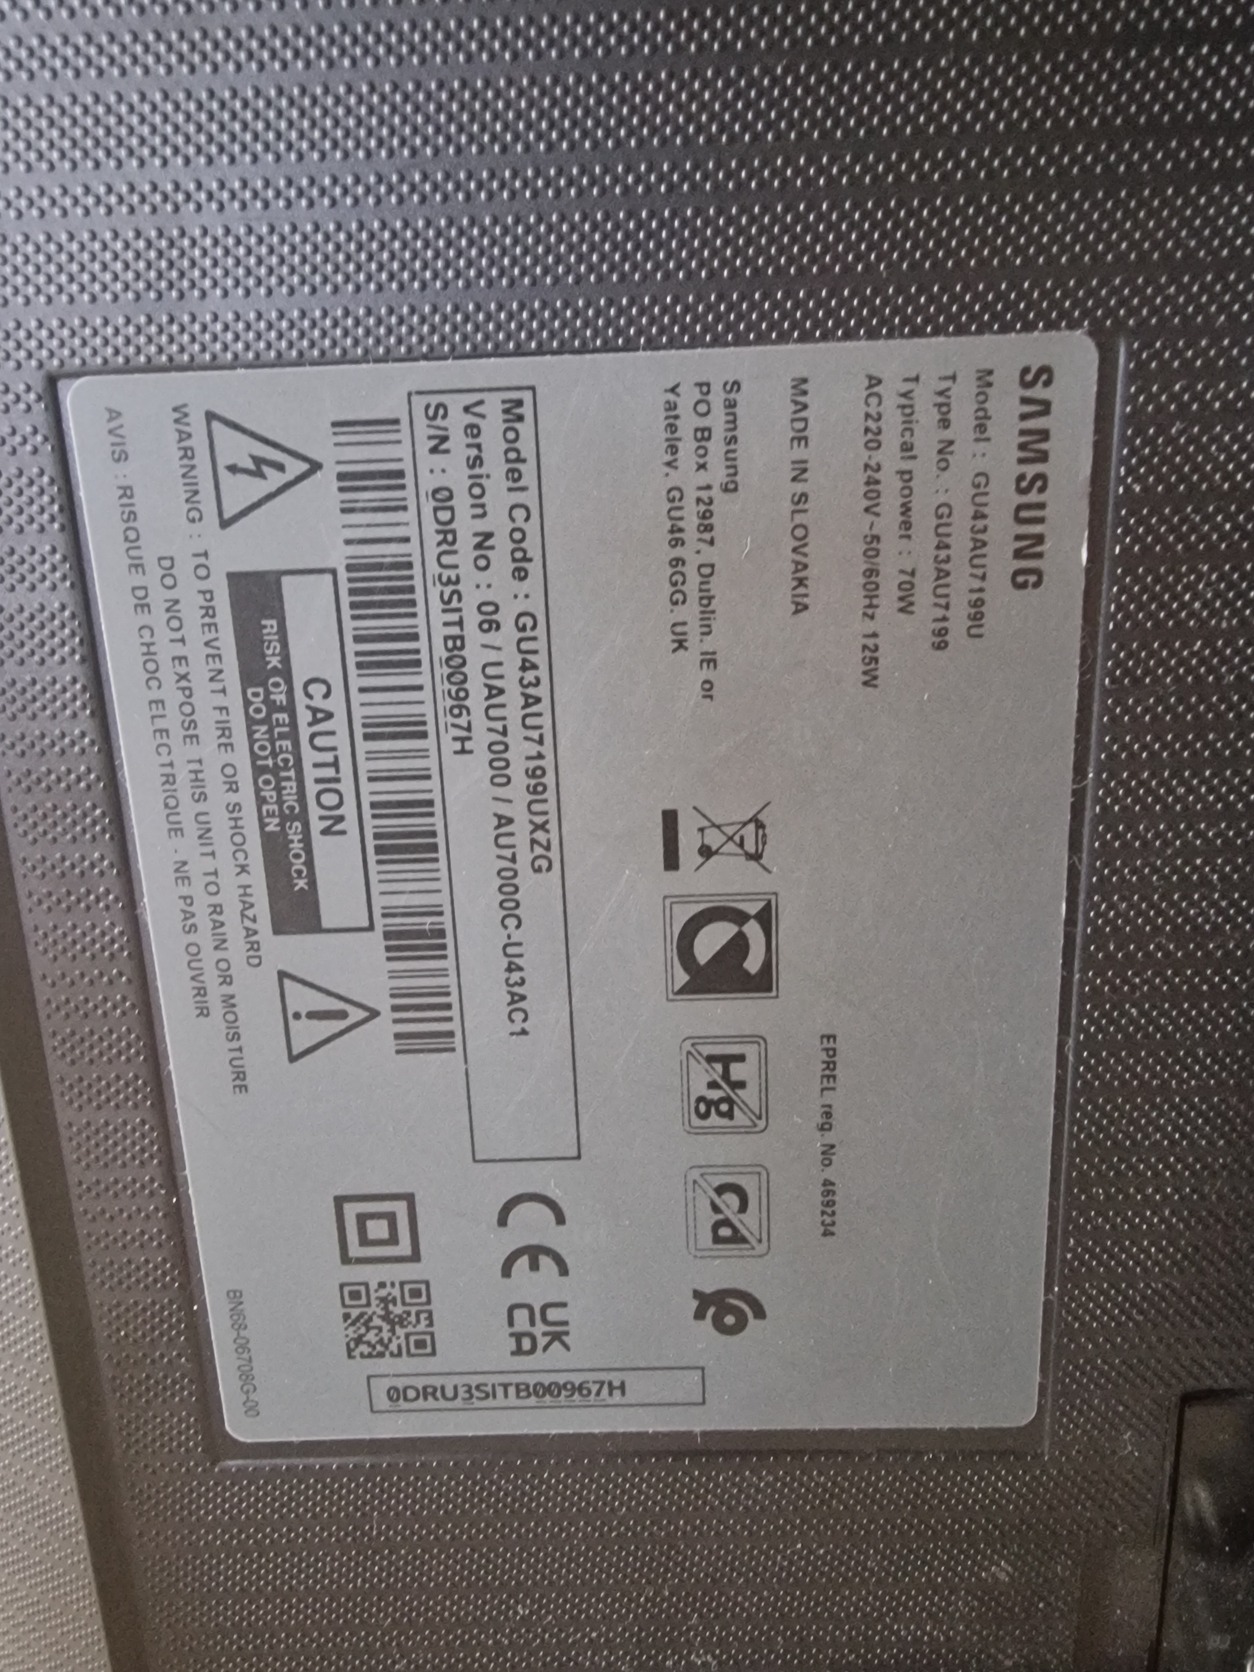 SAMSUNG
Model : GU43AU7199U
Type No. : GU43AU7199
Typical power : 70W
AC220-240V~50/60Hz 125W
MADE IN SLOVAKIA
EPREL reg. No. 469234
Samsung
PO Box 12987, Dublin. IE or
Yateley, GU46 6GG. UK
Hg
Cd
Model Code : GU43AU7199UXZG
Version No : 06 / UAU7000 / AU7000C-U43AC1
S/N : 0DRU3SITB00967H
CE
UK
CA
CAUTION
RISK OF ELECTRIC SHOCK
DO NOT OPEN
WARNING : TO PREVENT FIRE OR SHOCK HAZARD
DO NOT EXPOSE THIS UNIT TO RAIN OR MOISTURE
AVIS : RISQUE DE CHOC ELECTRIQUE - NE PAS OUVRIR
0DRU3SITB00967H
BN68-06708G-00